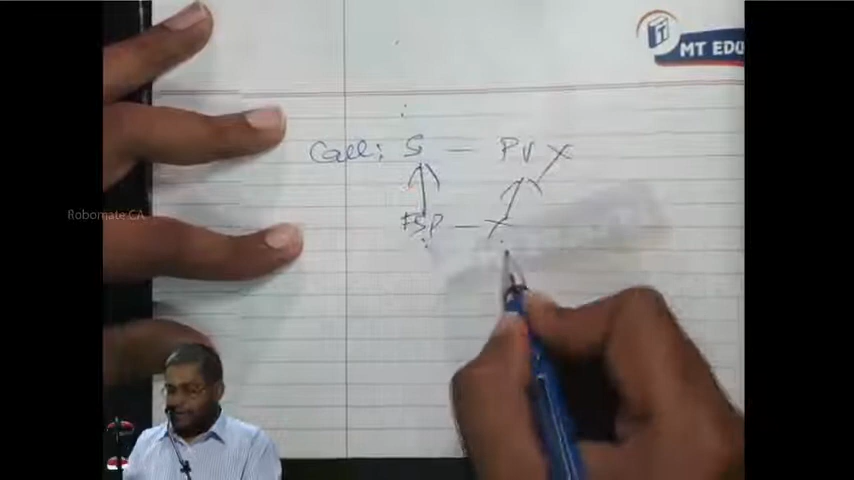 MT EDU
Call: S — PV X
FSP — X
Robomate CA